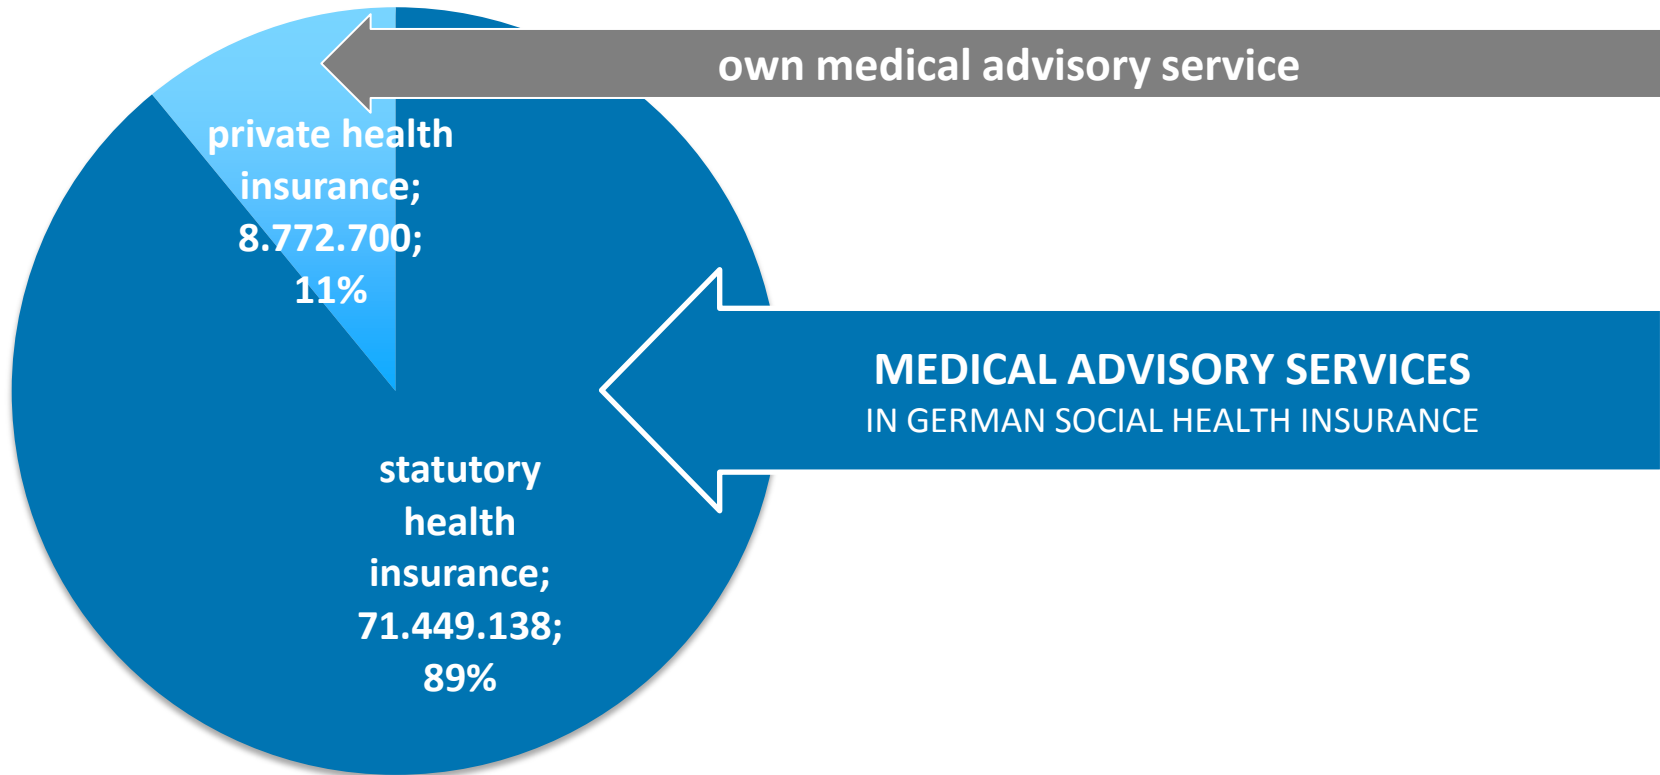 own medical advisory service
private health
insurance;
8.772.700;
11%
MEDICAL ADVISORY SERVICES
IN GERMAN SOCIAL HEALTH INSURANCE
statutory
health
insurance;
71.449.138;
89%